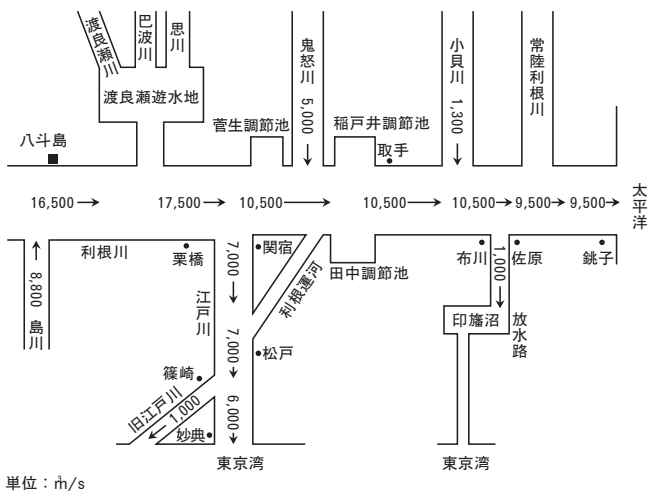 渡良瀬川
巴波川
思川
渡良瀬遊水地
鬼怒川 5,000
小貝川 1,300
常陸利根川
八斗島
菅生調節池
稲戸井調節池
取手
16,500
17,500
10,500
10,500
10,500
9,500
9,500
太平洋
利根川
栗橋
8,800 烏川
7,000
関宿
利根運河
田中調節池
布川
1,000
佐原
銚子
江戸川
印旛沼
放水路
7,000
松戸
篠崎
旧江戸川
1,000
6,000
妙典
東京湾
東京湾
単位：㎥/s